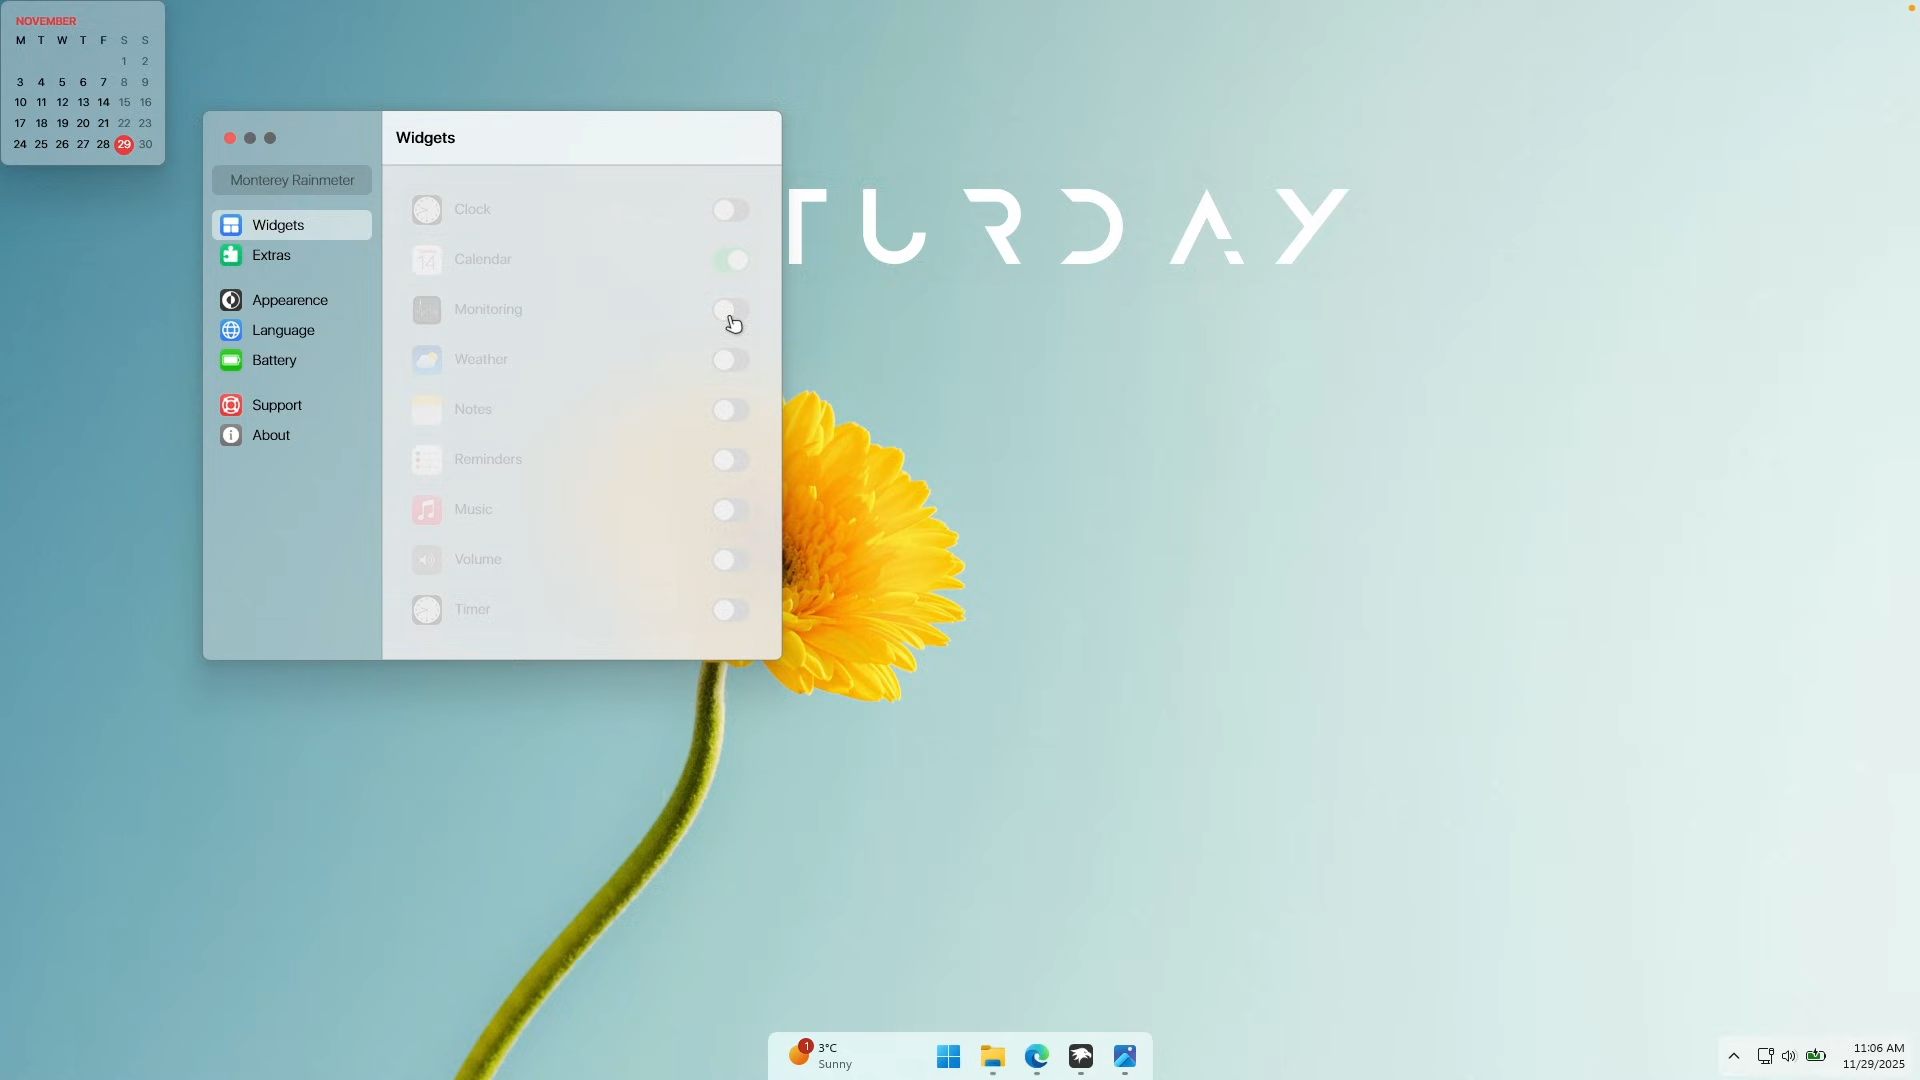 NOVEMBER
M T W T F S S
1 2
3 4 5 6 7 8 9
10 11 12 13 14 15 16
17 18 19 20 21 22 23
24 25 26 27 28 29 30
Monterey Rainmeter
Widgets
Extras
Appearence
Language
Battery
Support
About
Widgets
Clock
14 Calendar
Monitoring
Weather
Notes
Reminders
Music
Volume
Timer
TURDAY
1 3°C
Sunny
11:06 AM
11/29/2025